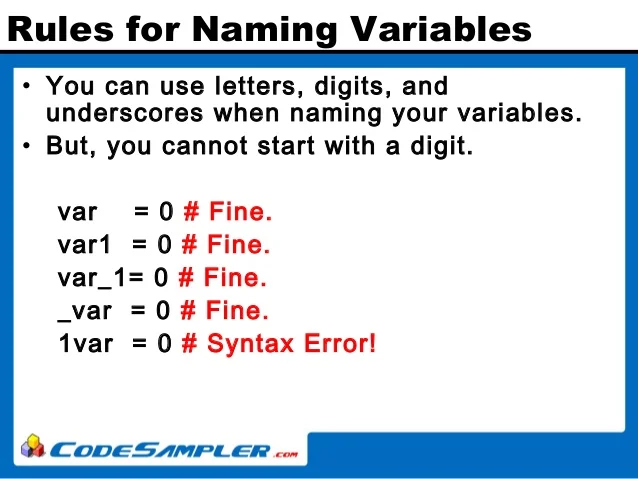 Rules for Naming Variables
• You can use letters, digits, and
underscores when naming your variables.
• But, you cannot start with a digit.
var = 0 # Fine.
var1 = 0 # Fine.
var_1= 0 # Fine.
_var = 0 # Fine.
1var = 0 # Syntax Error!
CODESAMPLER.COM